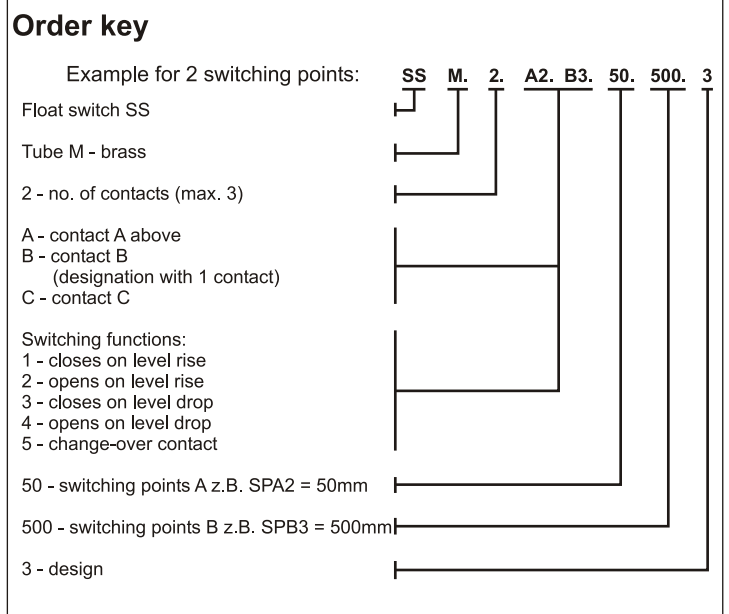 Order key
Example for 2 switching points: SS M. 2. A2. B3. 50. 500. 3
Float switch SS
Tube M - brass
2 - no. of contacts (max. 3)
A - contact A above
B - contact B
(designation with 1 contact)
C - contact C
Switching functions:
1 - closes on level rise
2 - opens on level rise
3 - closes on level drop
4 - opens on level drop
5 - change-over contact
50 - switching points A z.B. SPA2 = 50mm
500 - switching points B z.B. SPB3 = 500mm
3 - design